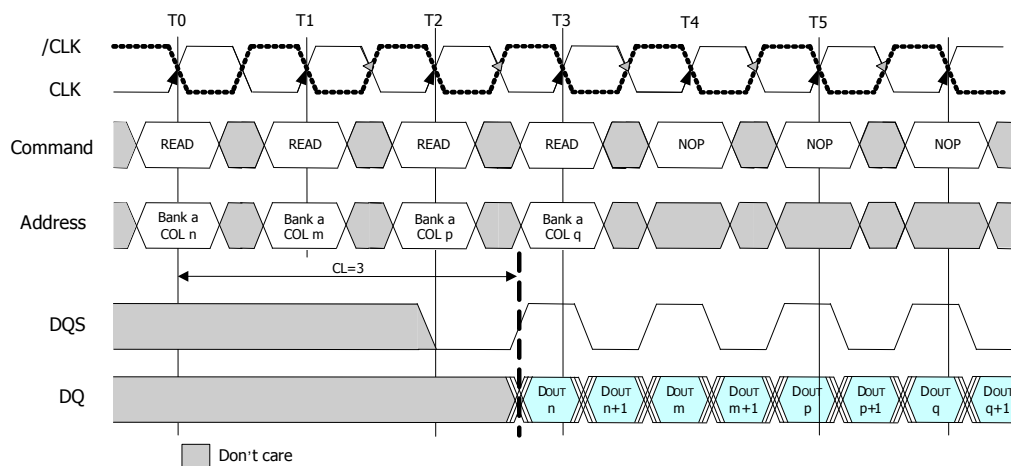 T0 T1 T2 T3 T4 T5
/CLK
CLK
Command READ READ READ READ NOP NOP NOP
Address
Bank a Bank a Bank a Bank a
COL n COL m COL p COL q
CL=3
DQS
DQ
DOUT DOUT DOUT DOUT DOUT DOUT DOUT DOUT
n n+1 m m+1 p p+1 q q+1
Don't care